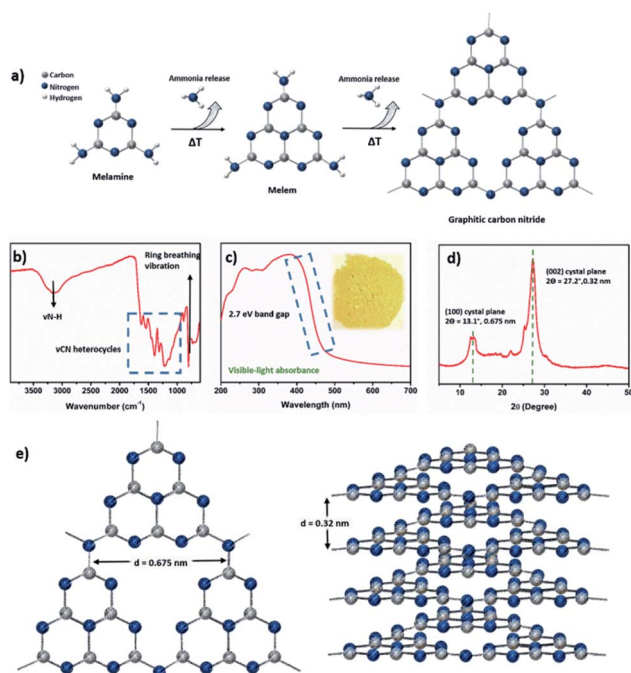 a)
Carbon
Nitrogen
Hydrogen
Ammonia release
ΔT
Ammonia release
ΔT
Melamine
Melem
Graphitic carbon nitride
b)
Ring breathing
vibration
νN-H
νCN heterocycles
3500 3000 2500 2000 1500 1000
Wavenumber (cm⁻¹)
c)
2.7 eV band gap
Visible-light absorbance
200 300 400 500 600 700
Wavelength (nm)
d)
(002) cystal plane
2Θ = 27.2°,0.32 nm
(100) cystal plane
2Θ = 13.1°, 0.675 nm
10 20 30 40 50
2θ (Degree)
e)
d = 0.675 nm
d = 0.32 nm